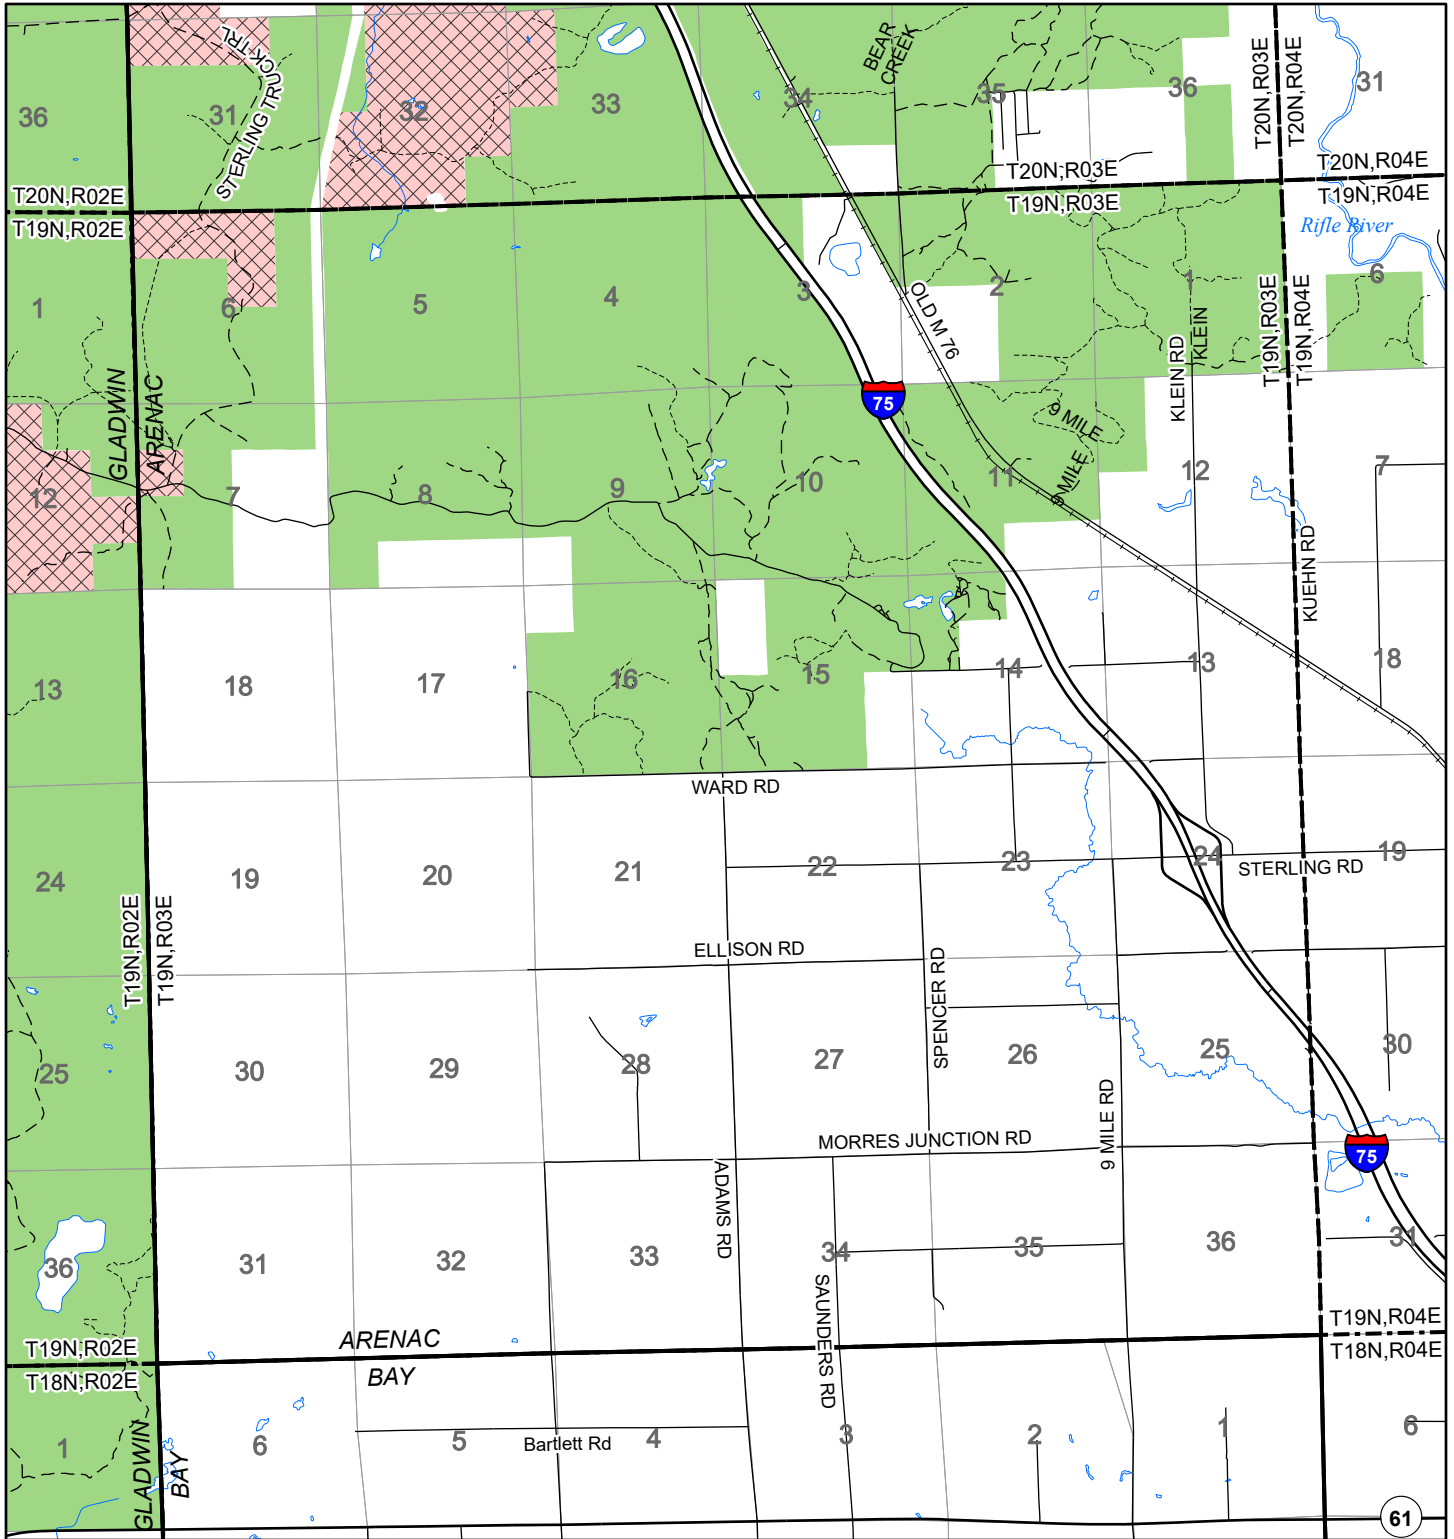 36
31
STERLING TRUCK TRL
32
33
34
BEAR
CREEK
35
36
T20N,R03E
T20N,R04E
31
T20N,R02E
T19N,R02E
T20N,R03E
T19N,R03E
T20N,R04E
T19N,R04E
Rifle River
1
6
5
4
3
2
1
6
OLD M 76
KLEIN RD
KLEIN
T19N,R03E
T19N,R04E
GLADWIN
ARENAC
75
9 MILE
9 MILE
12
7
8
9
10
11
12
7
KUEHN RD
13
18
17
16
15
14
13
18
WARD RD
24
19
20
21
22
23
24
19
STERLING RD
T19N,R02E
T19N,R03E
ELLISON RD
SPENCER RD
25
30
29
28
27
26
25
30
9 MILE RD
MORRES JUNCTION RD
75
ADAMS RD
36
31
32
33
34
35
36
31
SAUNDERS RD
T19N,R02E
T18N,R02E
ARENAC
BAY
T19N,R04E
T18N,R04E
GLADWIN
BAY
1
6
5
Bartlett Rd
4
3
2
1
6
61